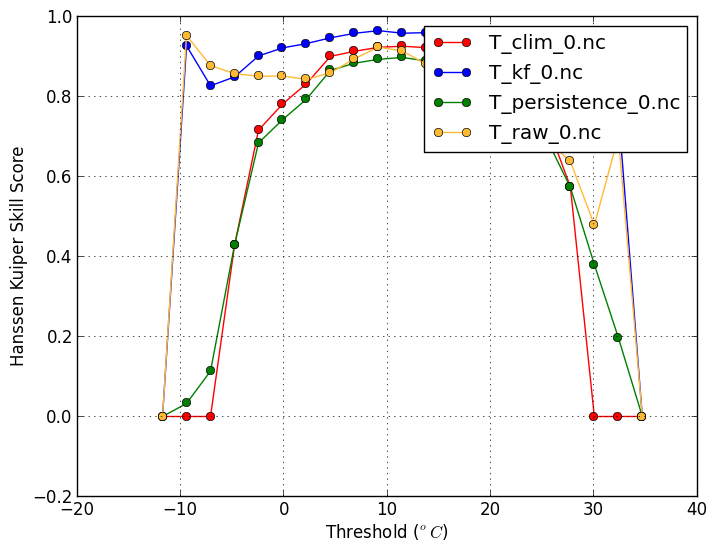 1.0
0.8
0.6
0.4
0.2
0.0
−0.2
Hanssen Kuiper Skill Score
T_clim_0.nc
T_kf_0.nc
T_persistence_0.nc
T_raw_0.nc
−20 −10 0 10 20 30 40
Threshold (° C)